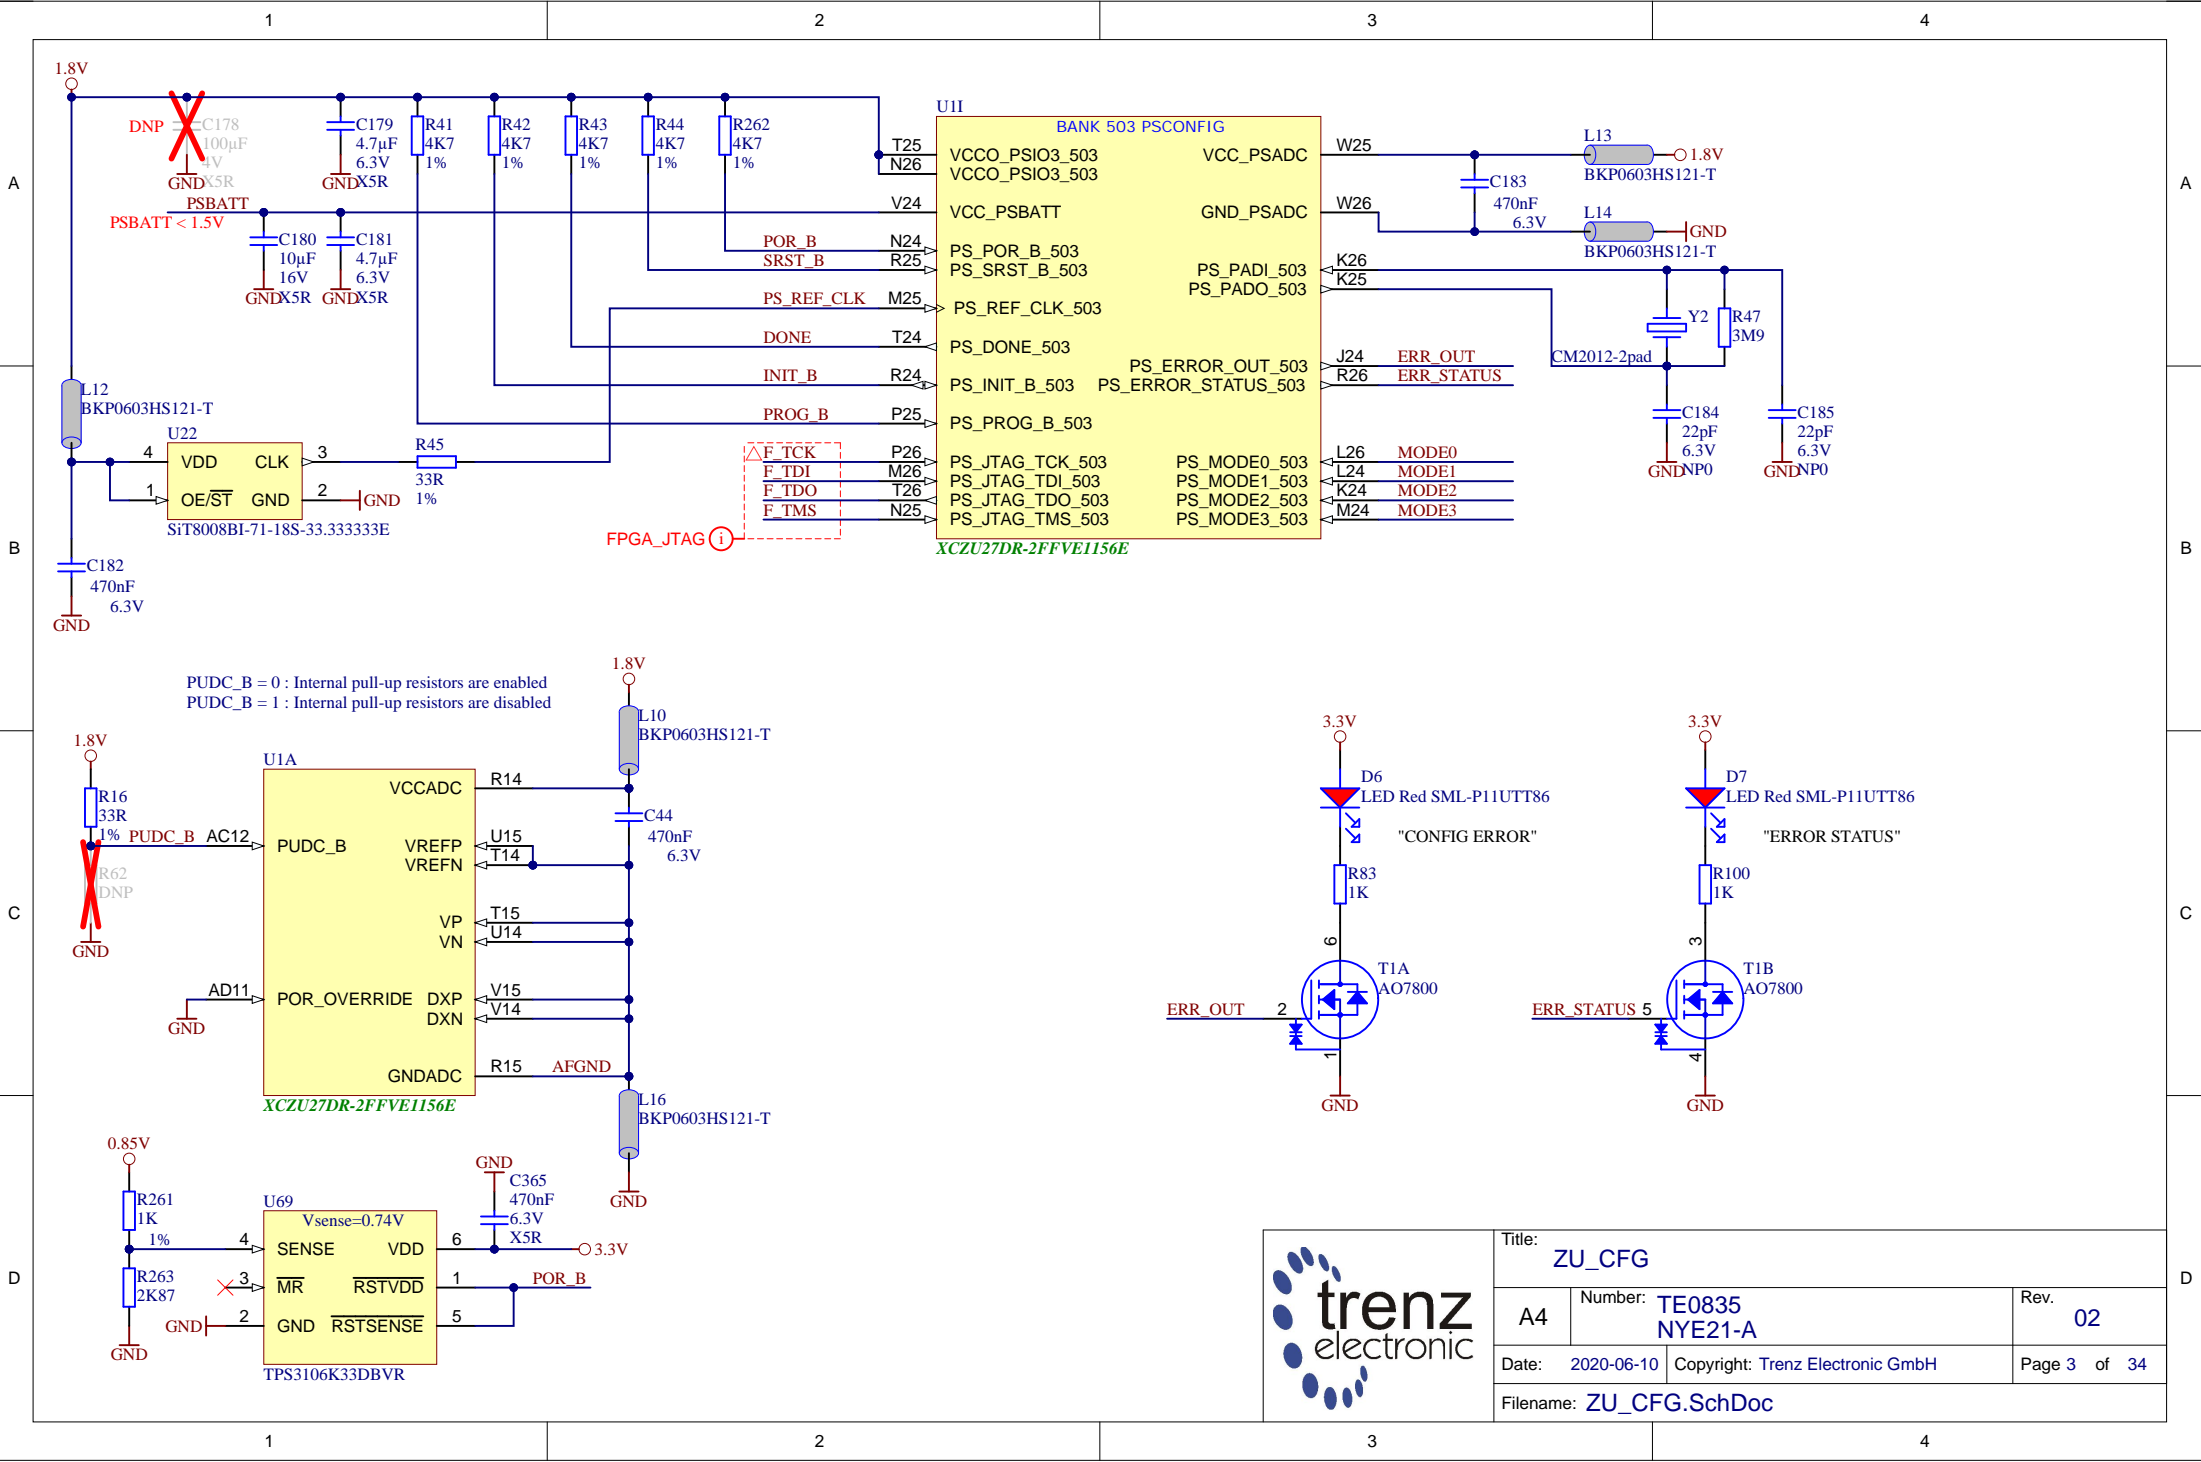 1 2 3 4
A
B
C
D
A
B
C
D
1.8V
DNP
C178
100µF
4V
X5R
GND
C179
4.7µF
6.3V
X5R
GND
R41
4K7
1%
R42
4K7
1%
R43
4K7
1%
R44
4K7
1%
R262
4K7
1%
PSBATT
PSBATT < 1.5V
C180
10µF
16V
X5R
GND
C181
4.7µF
6.3V
X5R
GND
U1I
BANK 503 PSCONFIG
T25 VCCO_PSIO3_503
N26 VCCO_PSIO3_503
V24 VCC_PSBATT
POR_B N24 PS_POR_B_503
SRST_B R25 PS_SRST_B_503
PS_REF_CLK M25 PS_REF_CLK_503
DONE T24 PS_DONE_503
INIT_B R24 PS_INIT_B_503
PROG_B P25 PS_PROG_B_503
F_TCK P26 PS_JTAG_TCK_503
F_TDI M26 PS_JTAG_TDI_503
F_TDO T26 PS_JTAG_TDO_503
F_TMS N25 PS_JTAG_TMS_503
FPGA_JTAG i
VCC_PSADC W25
GND_PSADC W26
PS_PADI_503 K26
PS_PADO_503 K25
PS_ERROR_OUT_503 J24 ERR_OUT
PS_ERROR_STATUS_503 R26 ERR_STATUS
PS_MODE0_503 L26 MODE0
PS_MODE1_503 L24 MODE1
PS_MODE2_503 K24 MODE2
PS_MODE3_503 M24 MODE3
XCZU27DR-2FFVE1156E
L13
1.8V
BKP0603HS121-T
C183
470nF
6.3V
L14
GND
BKP0603HS121-T
Y2
CM2012-2pad
R47
3M9
C184
22pF
6.3V
NP0
GND
C185
22pF
6.3V
NP0
GND
L12
BKP0603HS121-T
U22
4 VDD CLK 3
1 OE/ST GND 2 GND
SiT8008BI-71-18S-33.333333E
R45
33R
1%
C182
470nF
6.3V
GND
PUDC_B = 0 : Internal pull-up resistors are enabled
PUDC_B = 1 : Internal pull-up resistors are disabled
1.8V
R16
33R
1%
PUDC_B AC12
R62
DNP
GND
AD11
GND
U1A
VCCADC R14
PUDC_B
VREFP U15
VREFN T14
VP T15
VN U14
POR_OVERRIDE DXP V15
DXN V14
GNDADC R15 AFGND
XCZU27DR-2FFVE1156E
1.8V
L10
BKP0603HS121-T
C44
470nF
6.3V
L16
BKP0603HS121-T
GND
3.3V
D6
LED Red SML-P11UTT86
"CONFIG ERROR"
R83
1K
6
T1A
AO7800
ERR_OUT 2
1
GND
3.3V
D7
LED Red SML-P11UTT86
"ERROR STATUS"
R100
1K
3
T1B
AO7800
ERR_STATUS 5
4
GND
0.85V
R261
1K
1%
R263
2K87
GND
U69
Vsense=0.74V
4 SENSE VDD 6
3 MR RSTVDD 1 POR_B
GND 2 GND RSTSENSE 5
TPS3106K33DBVR
GND
C365
470nF
6.3V
X5R
3.3V
trenz
electronic
Title:
ZU_CFG
A4
Number: TE0835
NYE21-A
Rev.
02
Date: 2020-06-10
Copyright: Trenz Electronic GmbH
Page 3 of 34
Filename: ZU_CFG.SchDoc
1 2 3 4